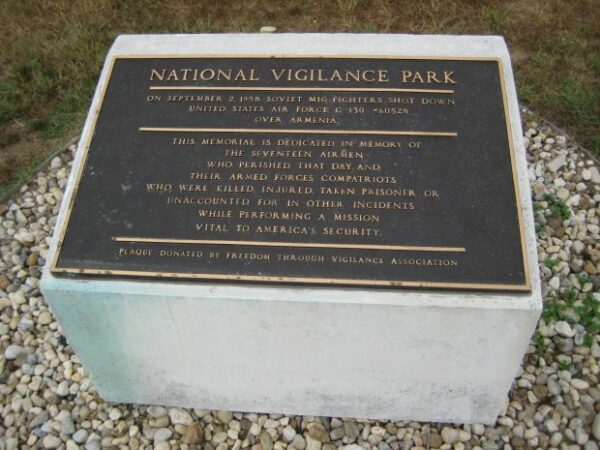 NATIONAL VIGILANCE PARK
ON SEPTEMBER 2, 1958 SOVIET MIG-FIGHTERS SHOT DOWN
UNITED STATES AIR FORCE C-130 #60528
OVER ARMENIA.
THIS MEMORIAL IS DEDICATED IN MEMORY OF
THE SEVENTEEN AIRMEN
WHO PERISHED THAT DAY AND
THEIR ARMED FORCES COMPATRIOTS
WHO WERE KILLED, INJURED, TAKEN PRISONER OR
UNACCOUNTED FOR IN OTHER INCIDENTS
WHILE PERFORMING A MISSION
VITAL TO AMERICA'S SECURITY.
PLAQUE DONATED BY FREEDOM THROUGH VIGILANCE ASSOCIATION